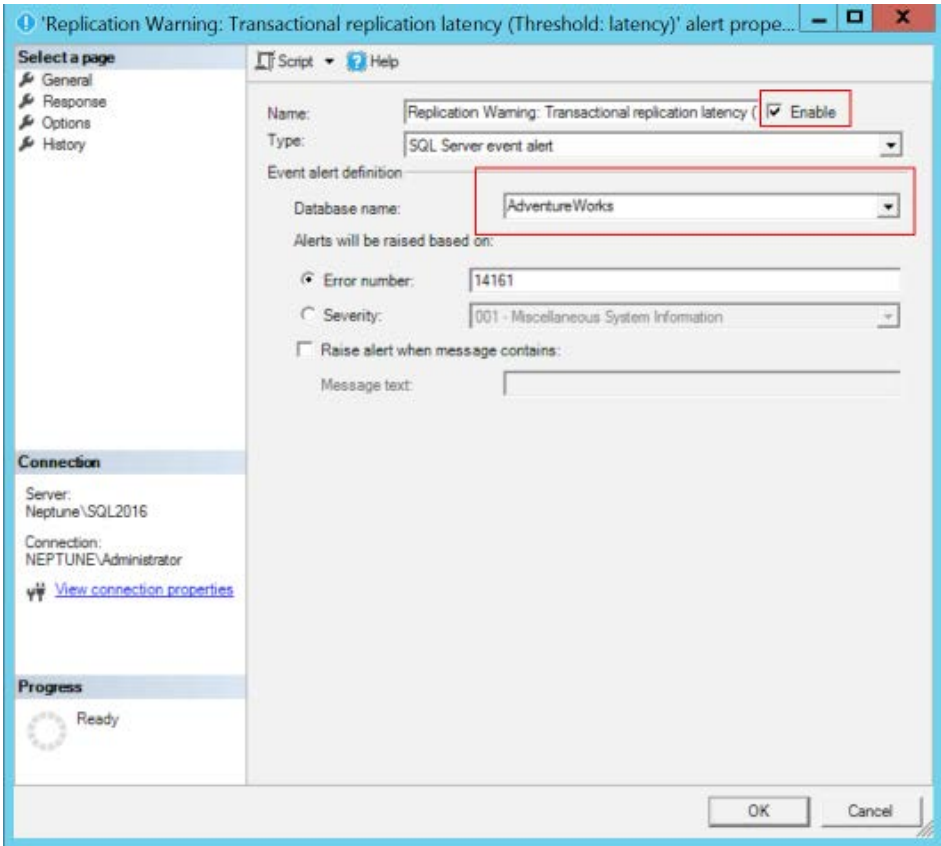 'Replication Warning: Transactional replication latency (Threshold: latency)' alert prope...
Select a page
General
Response
Options
History
Script
Help
Name:
Replication Warning: Transactional replication latency (
Enable
Type:
SQL Server event alert
Event alert definition
Database name:
AdventureWorks
Alerts will be raised based on:
Error number:
14161
Severity:
001 - Miscellaneous System Information
Raise alert when message contains:
Message text:
Connection
Server:
Neptune\SQL2016
Connection:
NEPTUNE\Administrator
View connection properties
Progress
Ready
OK
Cancel